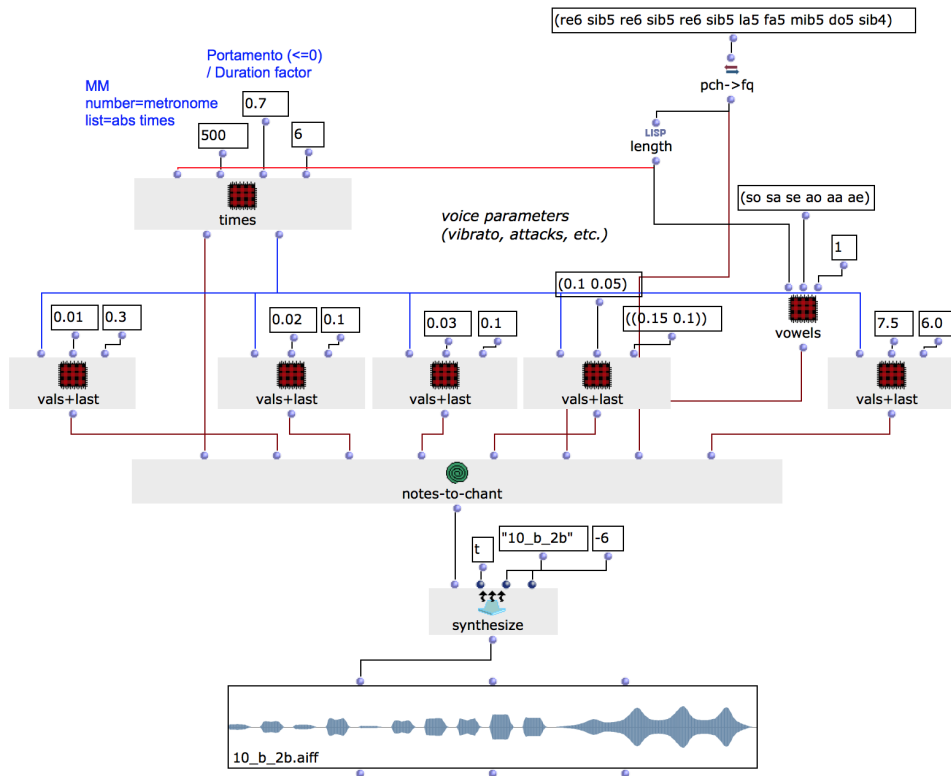 (re6 sib5 re6 sib5 re6 sib5 la5 fa5 mib5 do5 sib4)
Portamento (<=0)
/ Duration factor)
MM
number=metronome
list=abs times
pch->fq
0.7
500
6
LISP
length
times
voice parameters
(vibrato, attacks, etc.)
(so sa se ao aa ae)
1
(0.1 0.05)
((0.15 0.1))
vowels
0.01
0.3
0.02
0.1
0.03
0.1
7.5
6.0
vals+last
vals+last
vals+last
vals+last
vals+last
notes-to-chant
t
"10_b_2b"
-6
synthesize
10_b_2b.aiff